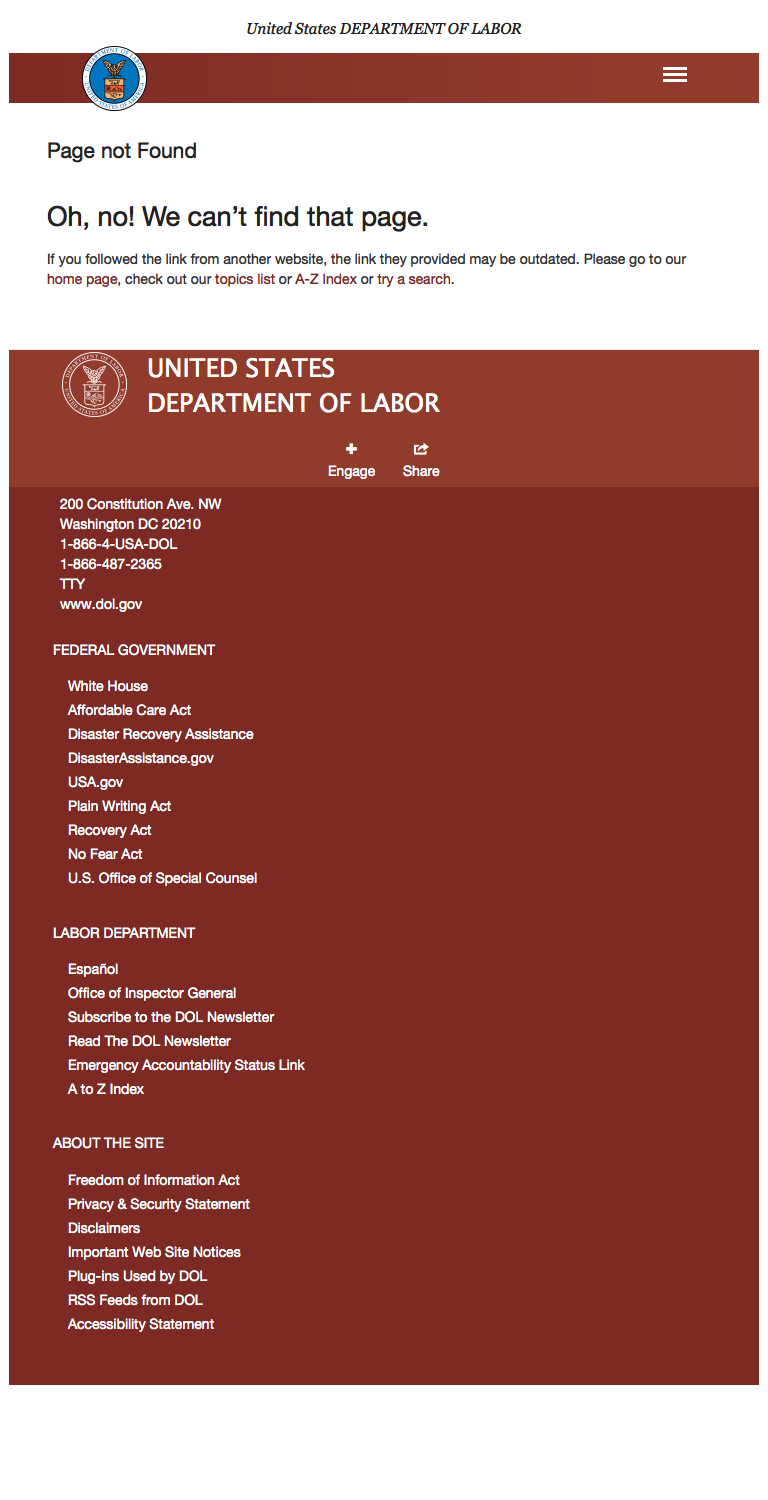 United States DEPARTMENT OF LABOR
Page not Found
Oh, no! We can’t find that page.
If you followed the link from another website, the link they provided may be outdated. Please go to our
home page, check out our topics list or A-Z Index or try a search.
UNITED STATES
DEPARTMENT OF LABOR
Engage Share
200 Constitution Ave. NW
Washington DC 20210
1-866-4-USA-DOL
1-866-487-2365
TTY
www.dol.gov
FEDERAL GOVERNMENT
White House
Affordable Care Act
Disaster Recovery Assistance
DisasterAssistance.gov
USA.gov
Plain Writing Act
Recovery Act
No Fear Act
U.S. Office of Special Counsel
LABOR DEPARTMENT
Español
Office of Inspector General
Subscribe to the DOL Newsletter
Read The DOL Newsletter
Emergency Accountability Status Link
A to Z Index
ABOUT THE SITE
Freedom of Information Act
Privacy & Security Statement
Disclaimers
Important Web Site Notices
Plug-ins Used by DOL
RSS Feeds from DOL
Accessibility Statement